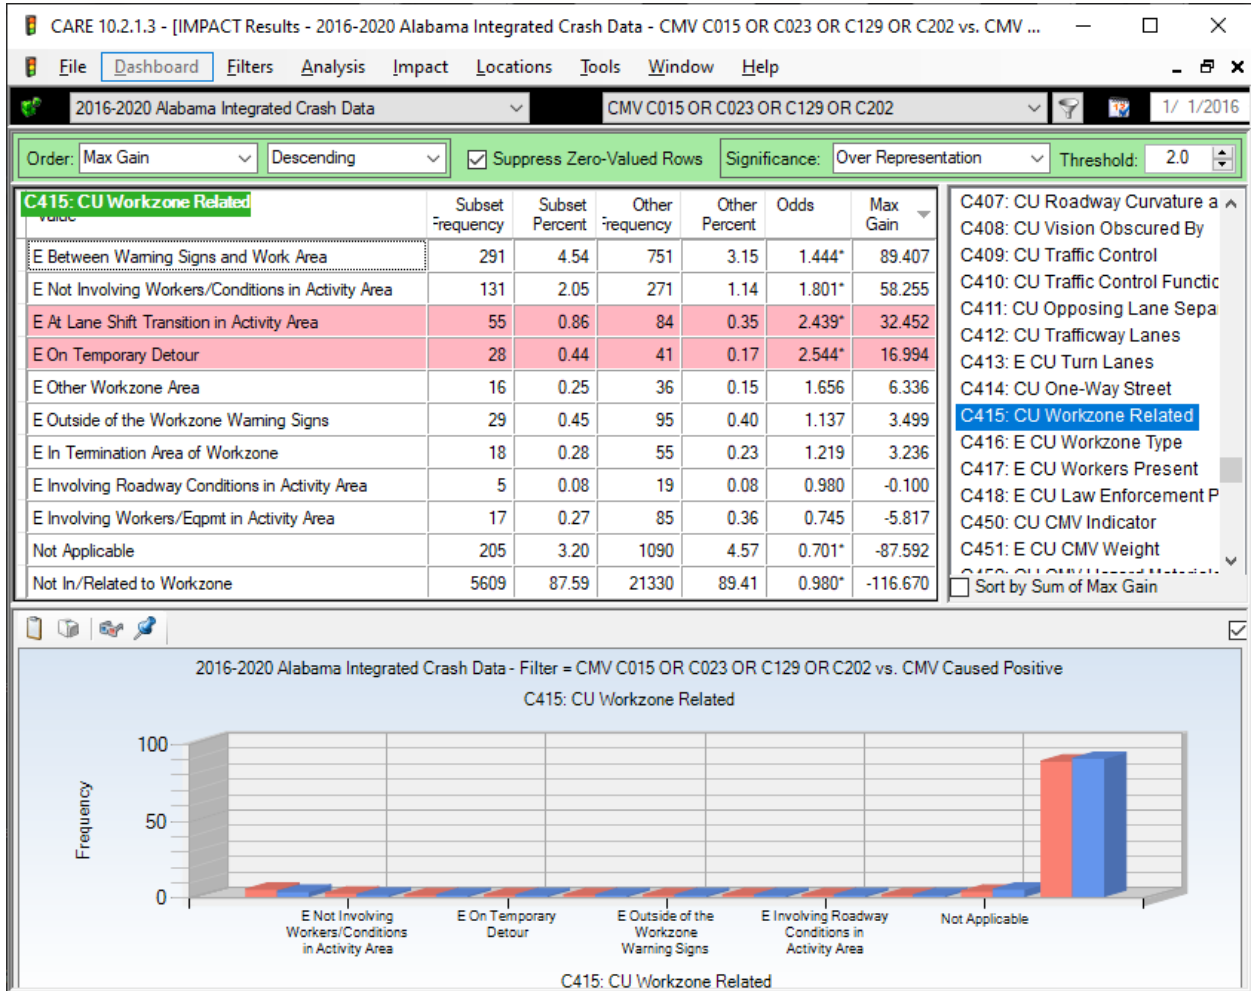 CARE 10.2.1.3 - [IMPACT Results - 2016-2020 Alabama Integrated Crash Data - CMV C015 OR C023 OR C129 OR C202 vs. CMV ...
File Dashboard Filters Analysis Impact Locations Tools Window Help
2016-2020 Alabama Integrated Crash Data CMV C015 OR C023 OR C129 OR C202 1/ 1/2016
Order: Max Gain Descending Suppress Zero-Valued Rows Significance: Over Representation Threshold: 2.0
C415: CU Workzone Related Subset Frequency Subset Percent Other Frequency Other Percent Odds Max Gain
E Between Warning Signs and Work Area 291 4.54 751 3.15 1.444* 89.407
E Not Involving Workers/Conditions in Activity Area 131 2.05 271 1.14 1.801* 58.255
E At Lane Shift Transition in Activity Area 55 0.86 84 0.35 2.439* 32.452
E On Temporary Detour 28 0.44 41 0.17 2.544* 16.994
E Other Workzone Area 16 0.25 36 0.15 1.656 6.336
E Outside of the Workzone Warning Signs 29 0.45 95 0.40 1.137 3.499
E In Termination Area of Workzone 18 0.28 55 0.23 1.219 3.236
E Involving Roadway Conditions in Activity Area 5 0.08 19 0.08 0.980 -0.100
E Involving Workers/Eqpmt in Activity Area 17 0.27 85 0.36 0.745 -5.817
Not Applicable 205 3.20 1090 4.57 0.701* -87.592
Not In/Related to Workzone 5609 87.59 21330 89.41 0.980* -116.670
C407: CU Roadway Curvature a
C408: CU Vision Obscured By
C409: CU Traffic Control
C410: CU Traffic Control Functic
C411: CU Opposing Lane Sepa
C412: CU Trafficway Lanes
C413: E CU Turn Lanes
C414: CU One-Way Street
C415: CU Workzone Related
C416: E CU Workzone Type
C417: E CU Workers Present
C418: E CU Law Enforcement P
C450: CU CMV Indicator
C451: E CU CMV Weight
Sort by Sum of Max Gain
2016-2020 Alabama Integrated Crash Data - Filter = CMV C015 OR C023 OR C129 OR C202 vs. CMV Caused Positive
C415: CU Workzone Related
Frequency
100
50
0
E Not Involving
Workers/Conditions
in Activity Area
E On Temporary
Detour
E Outside of the
Workzone
Warning Signs
E Involving Roadway
Conditions in
Activity Area
Not Applicable
C415: CU Workzone Related